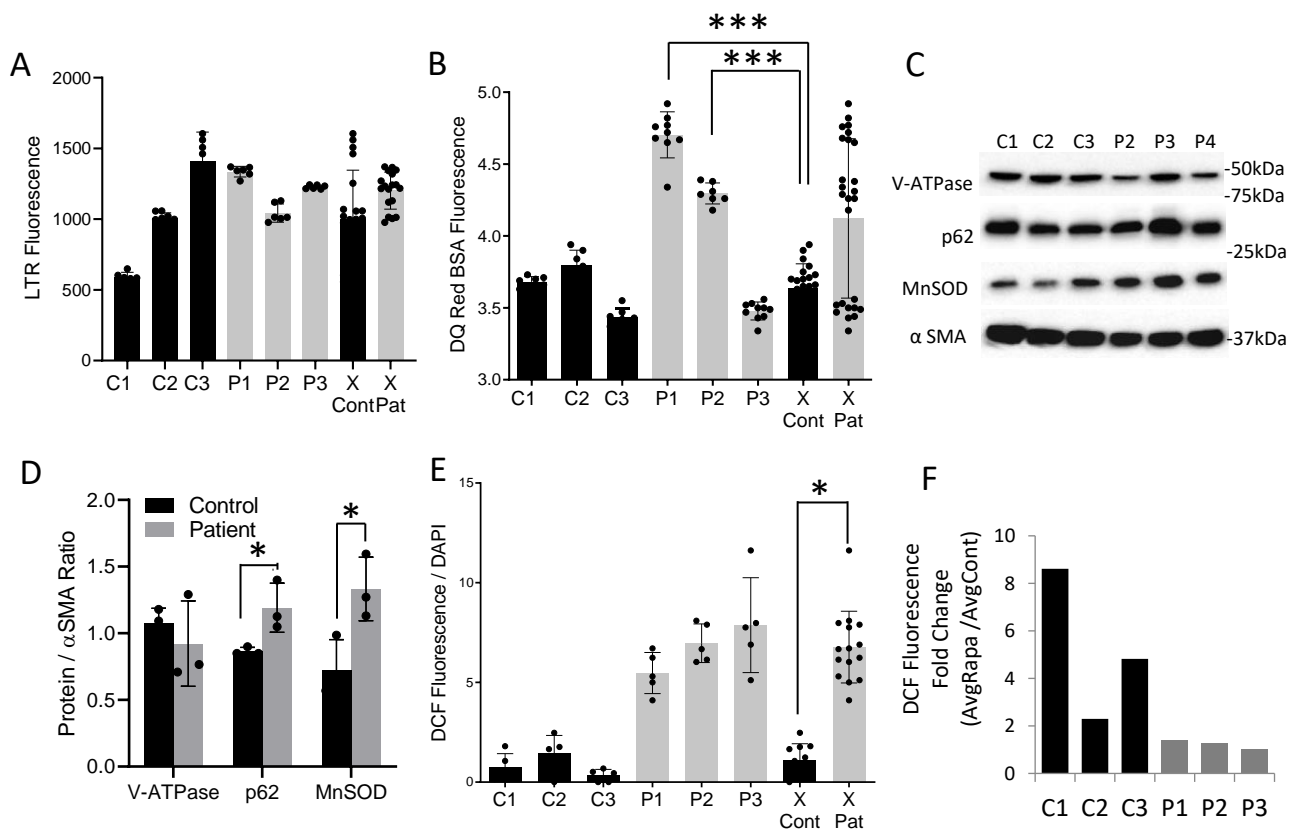 A
2000
1500
1000
500
0
LTR Fluorescence
C1 C2 C3 P1 P2 P3 X X
Cont Pat
B
***
***
5.0
4.5
4.0
3.5
3.0
DQ Red BSA Fluorescence
C1 C2 C3 P1 P2 P3 X X
Cont Pat
C
C1 C2 C3 P2 P3 P4
V-ATPase
-50kDa
-75kDa
p62
-25kDa
MnSOD
α SMA
-37kDa
D
2.0
1.5
1.0
0.5
0.0
Protein / αSMA Ratio
Control
Patient
*
*
V-ATPase p62 MnSOD
E
*
15
10
5
0
DCF Fluorescence / DAPI
C1 C2 C3 P1 P2 P3 X X
Cont Pat
F
10
8
6
4
2
0
DCF Fluorescence
Fold Change
(AvgRapa /AvgCont)
C1 C2 C3 P1 P2 P3